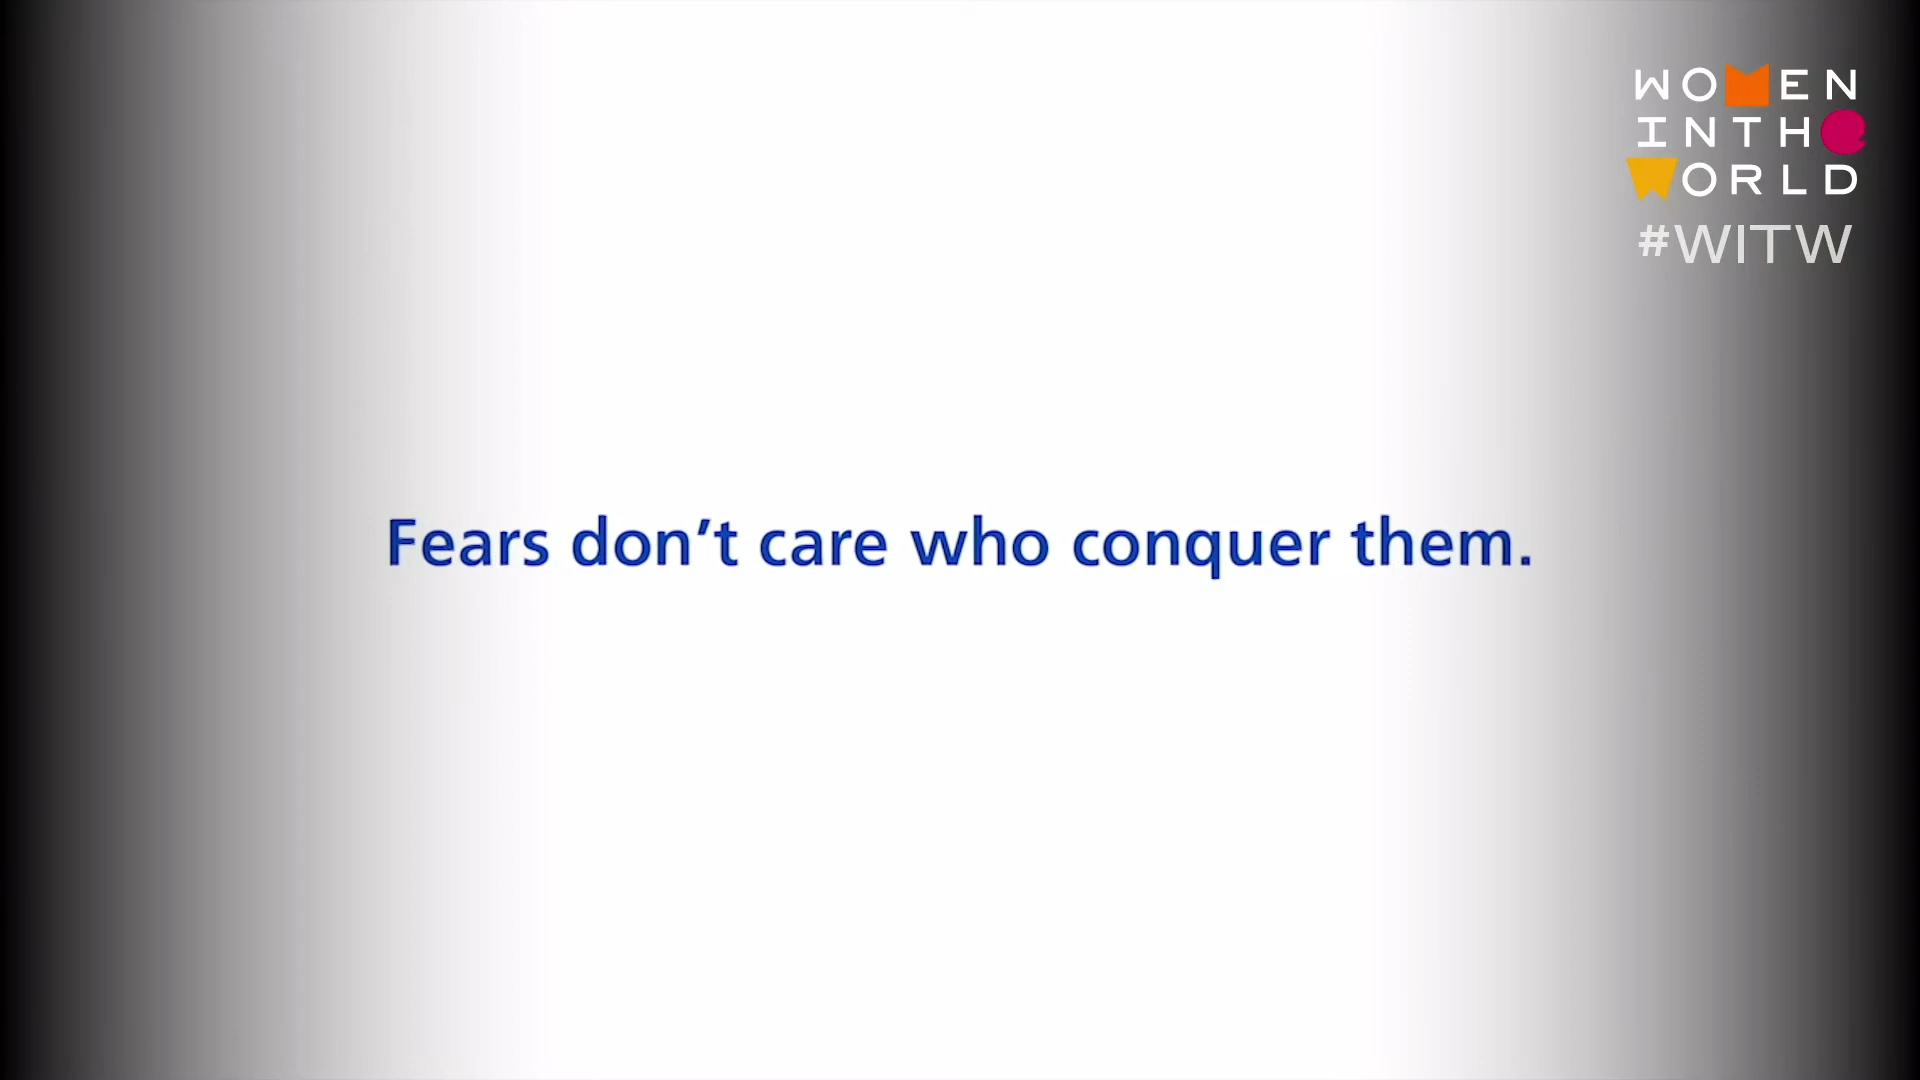 WOMEN
IN THE
WORLD
#WITW
Fears don’t care who conquer them.